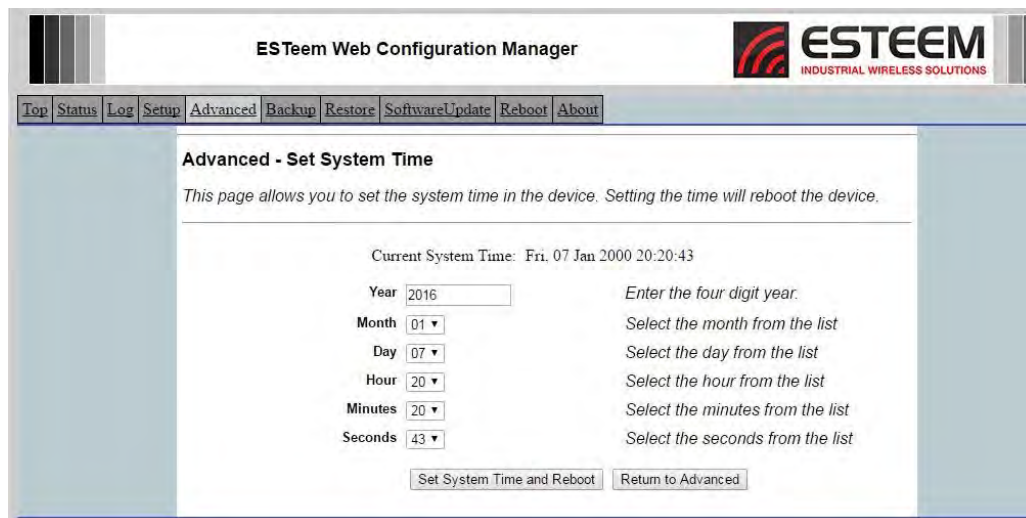 ESTeem Web Configuration Manager
ESTEEM
INDUSTRIAL WIRELESS SOLUTIONS
Top Status Log Setup Advanced Backup Restore SoftwareUpdate Reboot About
Advanced - Set System Time
This page allows you to set the system time in the device. Setting the time will reboot the device.
Current System Time: Fri, 07 Jan 2000 20:20:43
Year 2016 Enter the four digit year.
Month 01 Select the month from the list
Day 07 Select the day from the list
Hour 20 Select the hour from the list
Minutes 20 Select the minutes from the list
Seconds 43 Select the seconds from the list
Set System Time and Reboot Return to Advanced